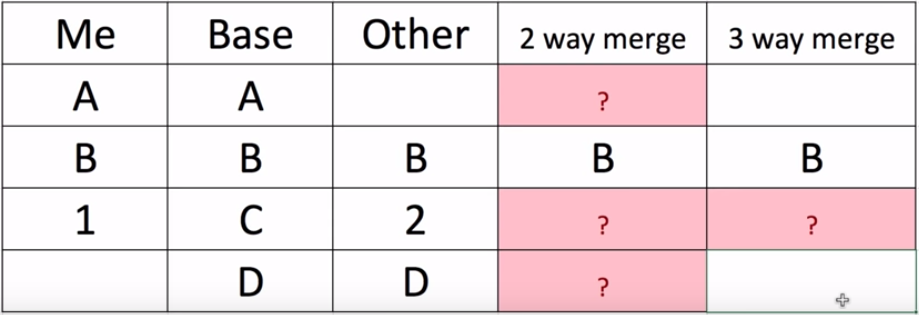 Me Base Other 2 way merge 3 way merge
A A ?
B B B B B
1 C 2 ? ?
D D ?